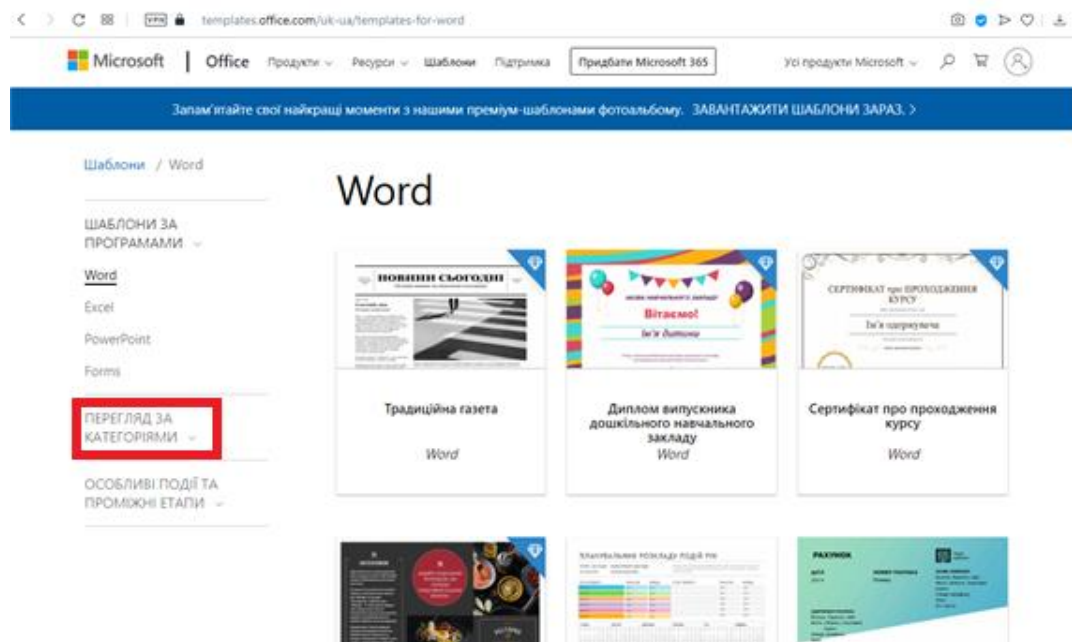 VPN templates.office.com/uk-ua/templates-for-word
Microsoft | Office Продукти Ресурси Шаблони Підтримка Придбати Microsoft 365 Усі продукти Microsoft
Запам'ятайте свої найкращі моменти з нашими преміум-шаблонами фотоальбому. ЗАВАНТАЖИТИ ШАБЛОНИ ЗАРАЗ. >
Шаблони / Word
Word
ШАБЛОНИ ЗА
ПРОГРАМАМИ
Word
Excel
PowerPoint
Forms
ПЕРЕГЛЯД ЗА
КАТЕГОРІЯМИ
ОСОБЛИВІ ПОДІЇ ТА
ПРОМІЖНІ ЕТАПИ
НОВИНИ СЬОГОДНІ
Традиційна газета
Word
НАЗВА НАВЧАЛЬНОГО ЗАКЛАДУ
Вітаємо!
Ім'я дитини
Диплом випускника
дошкільного навчального
закладу
Word
СЕРТИФІКАТ про ПРОХОДЖЕННЯ
КУРСУ
Ім'я одержувача
Сертифікат про проходження
курсу
Word
РАХУНОК